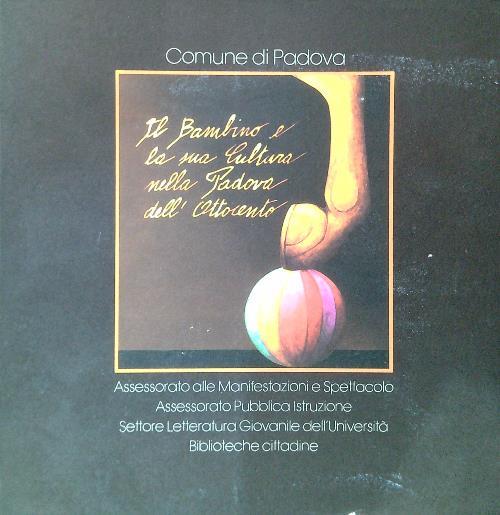 Comune di Padova
Il Bambino e
la sua Cultura
nella Padova
dell' Ottocento
Assessorato alle Manifestazioni e Spettacolo
Assessorato Pubblica Istruzione
Settore Letteratura Giovanile dell'Università
Biblioteche cittadine